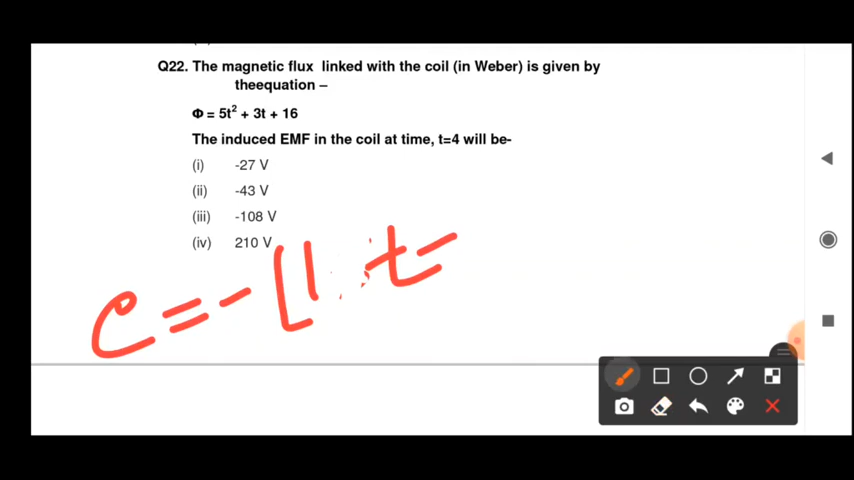 Q22. The magnetic flux linked with the coil (in Weber) is given by
theequation –
Φ = 5t² + 3t + 16
The induced EMF in the coil at time, t=4 will be-
(i) -27 V
(ii) -43 V
(iii) -108 V
(iv) 210 V
e = - [1 t -